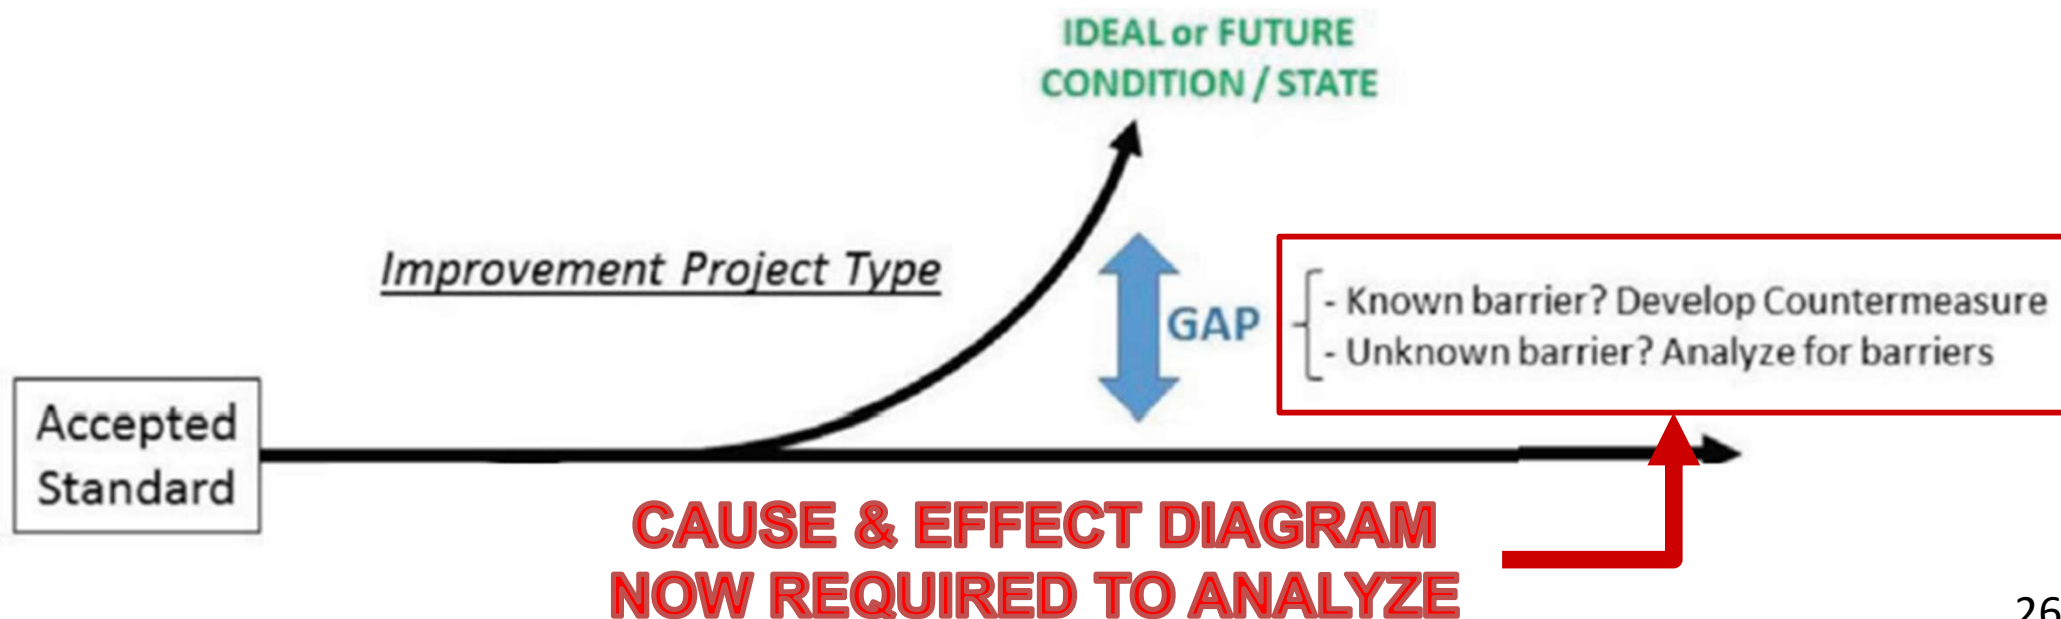 IDEAL or FUTURE
CONDITION / STATE
Improvement Project Type
GAP
- Known barrier? Develop Countermeasure
- Unknown barrier? Analyze for barriers
Accepted
Standard
CAUSE & EFFECT DIAGRAM
NOW REQUIRED TO ANALYZE
26